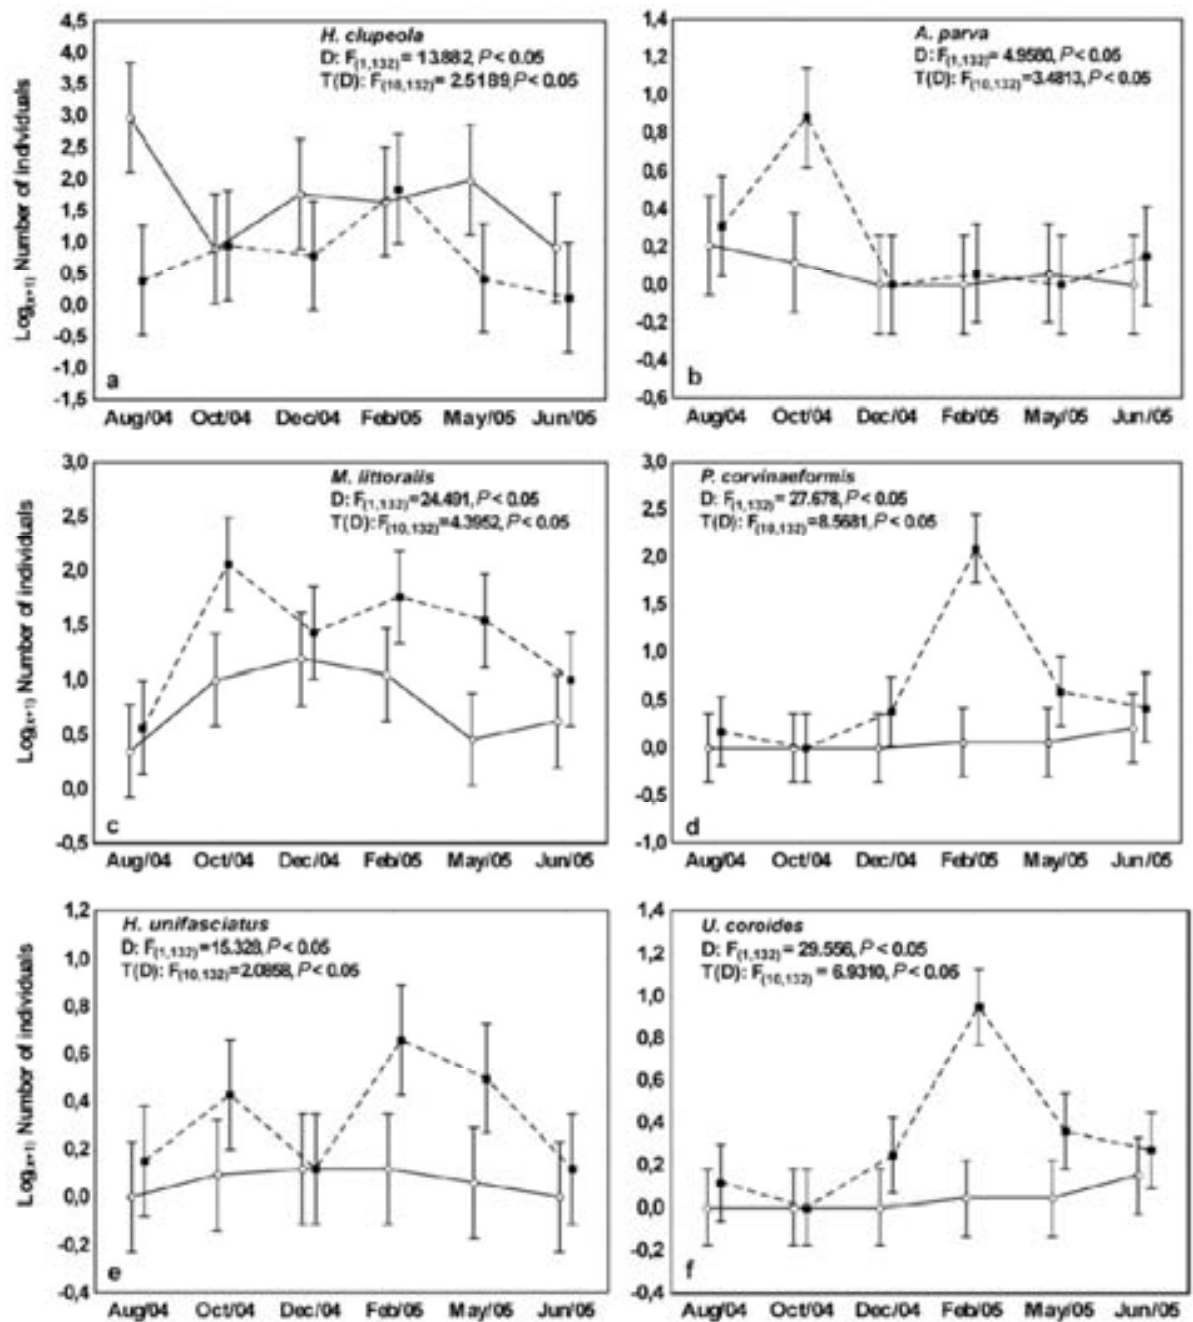 H. clupeola
D: F(1,132)= 13.882, P < 0.05
T(D): F(10,132)= 2.5189, P < 0.05
Log(x+1) Number of individuals
4,5
4,0
3,5
3,0
2,5
2,0
1,5
1,0
0,5
0,0
-0,5
-1,0
-1,5
a
Aug/04 Oct/04 Dec/04 Feb/05 May/05 Jun/05
A. parva
D: F(1,132)= 4.9580, P < 0.05
T(D): F(10,132)=3.4813, P < 0.05
1,4
1,2
1,0
0,8
0,6
0,4
0,2
0,0
-0,2
-0,4
-0,6
b
Aug/04 Oct/04 Dec/04 Feb/05 May/05 Jun/05
M. littoralis
D: F(1,132)=24.491, P < 0.05
T(D): F(10,132)=4.3952, P < 0.05
Log(x+1) Number of individuals
3,0
2,5
2,0
1,5
1,0
0,5
0,0
-0,5
c
Aug/04 Oct/04 Dec/04 Feb/05 May/05 Jun/05
P. corvinaeformis
D: F(1,132)= 27.678, P < 0.05
T(D): F(10,132)=8.5681, P < 0.05
3,0
2,5
2,0
1,5
1,0
0,5
0,0
-0,5
-1,0
d
Aug/04 Oct/04 Dec/04 Feb/05 May/05 Jun/05
H. unifasciatus
D: F(1,132)=15.328, P < 0.05
T(D): F(10,132)=2.0858, P < 0.05
Log(x+1) Number of individuals
1,2
1,0
0,8
0,6
0,4
0,2
0,0
-0,2
-0,4
e
Aug/04 Oct/04 Dec/04 Feb/05 May/05 Jun/05
U. coroides
D: F(1,132)= 29.556, P < 0.05
T(D): F(10,132)= 6.9310, P < 0.05
1,4
1,2
1,0
0,8
0,6
0,4
0,2
0,0
-0,2
-0,4
f
Aug/04 Oct/04 Dec/04 Feb/05 May/05 Jun/05